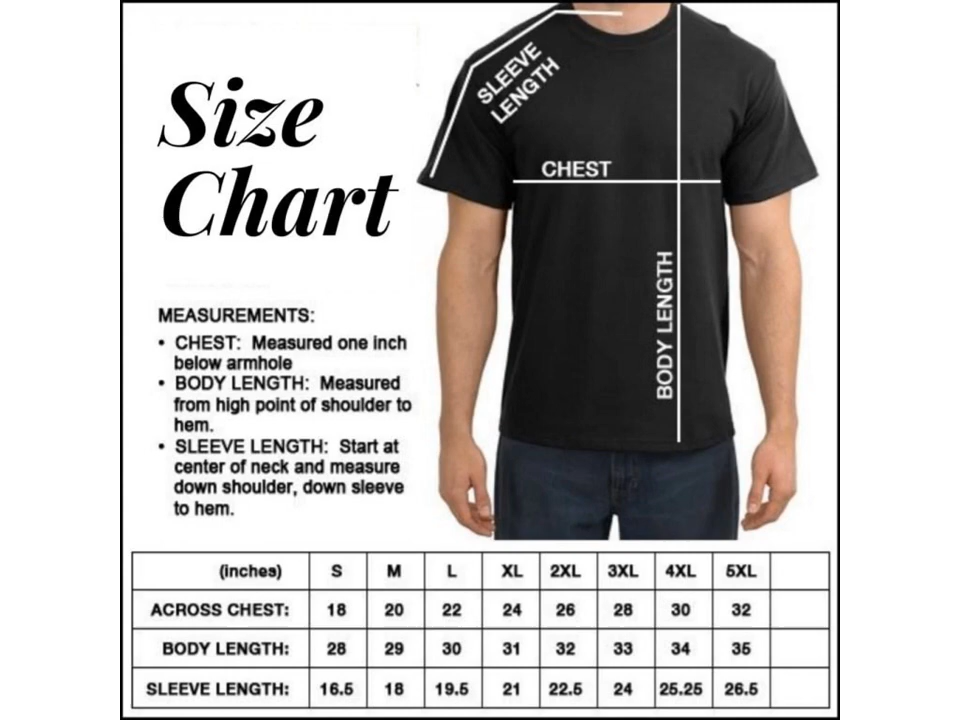 Size
Chart
SLEEVE
LENGTH
CHEST
BODY LENGTH
MEASUREMENTS:
• CHEST: Measured one inch
below armhole
• BODY LENGTH: Measured
from high point of shoulder to
hem.
• SLEEVE LENGTH: Start at
center of neck and measure
down shoulder, down sleeve
to hem.
(inches) S M L XL 2XL 3XL 4XL 5XL
ACROSS CHEST: 18 20 22 24 26 28 30 32
BODY LENGTH: 28 29 30 31 32 33 34 35
SLEEVE LENGTH: 16.5 18 19.5 21 22.5 24 25.25 26.5